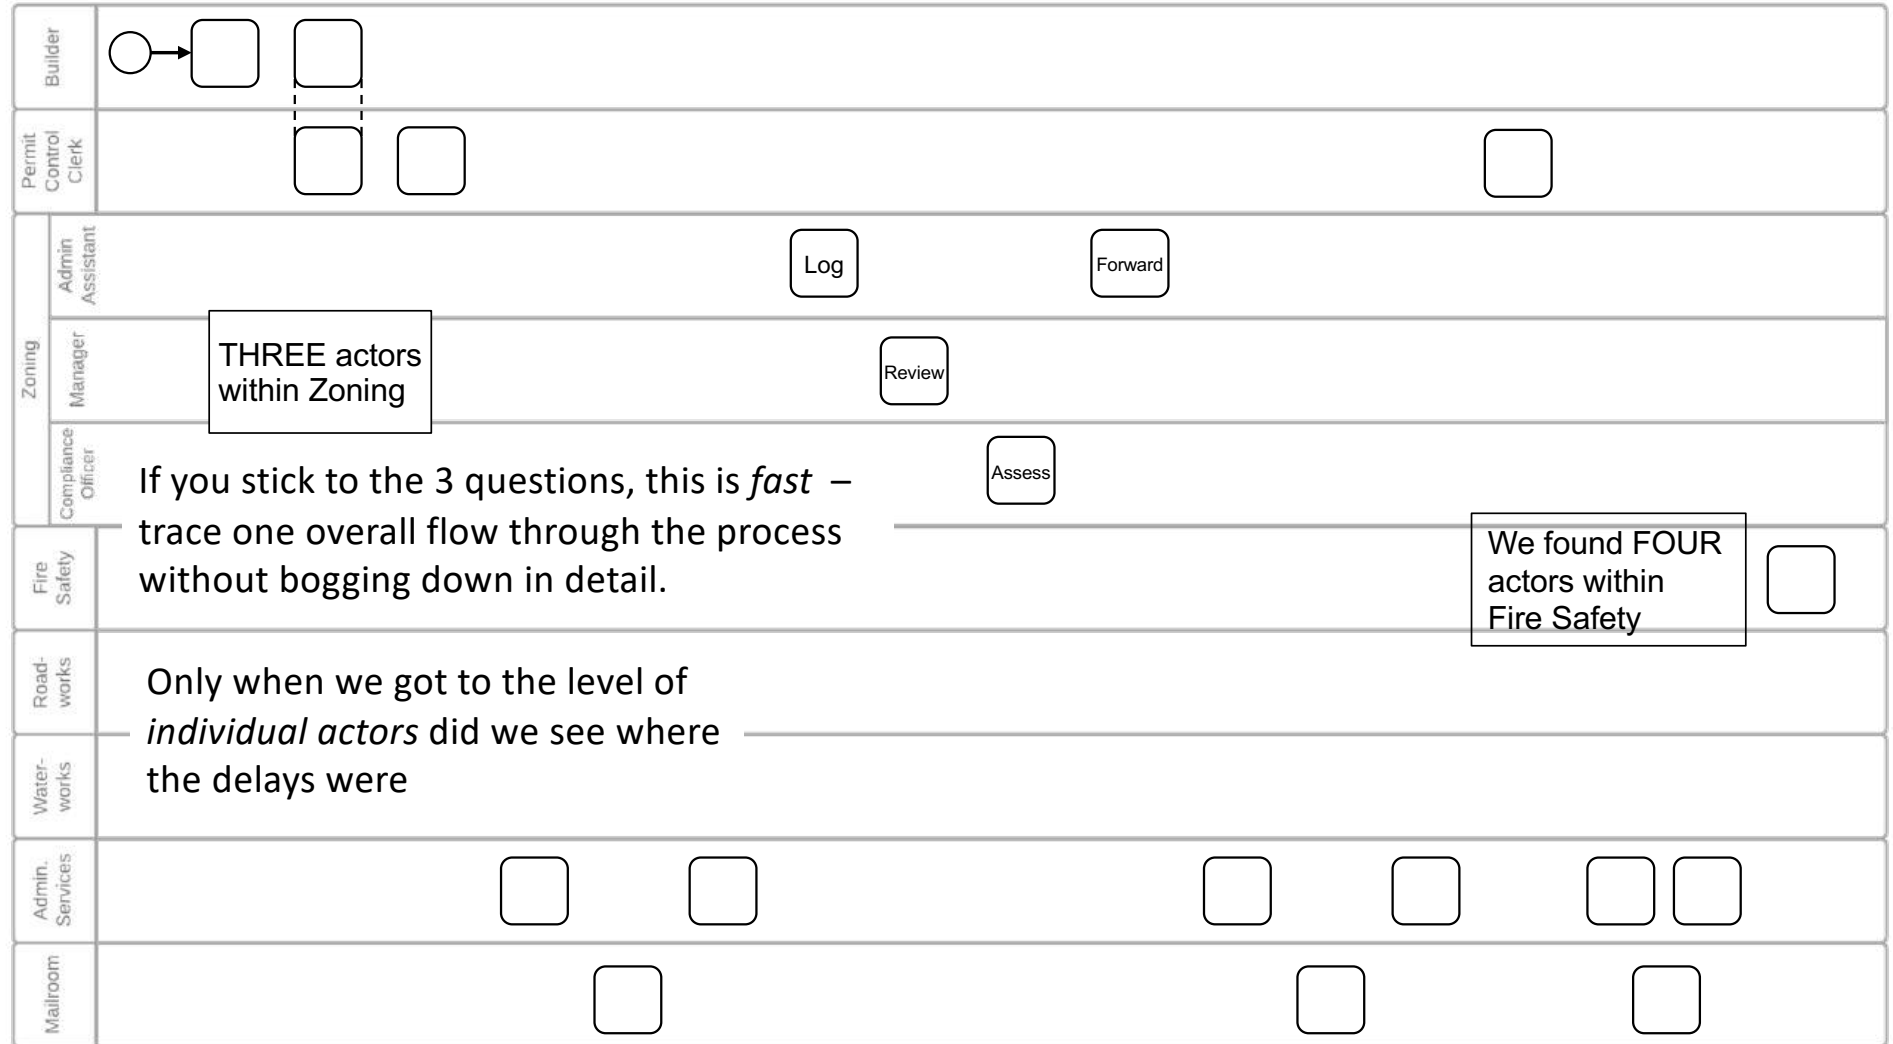 Builder
Permit
Control
Clerk
Zoning
Admin
Assistant
Log
Forward
Manager
THREE actors
within Zoning
Review
Compliance
Officer
If you stick to the 3 questions, this is fast –
trace one overall flow through the process
without bogging down in detail.
Assess
Fire
Safety
We found FOUR
actors within
Fire Safety
Road-
works
Only when we got to the level of
individual actors did we see where
the delays were
Water-
works
Admin.
Services
Mailroom